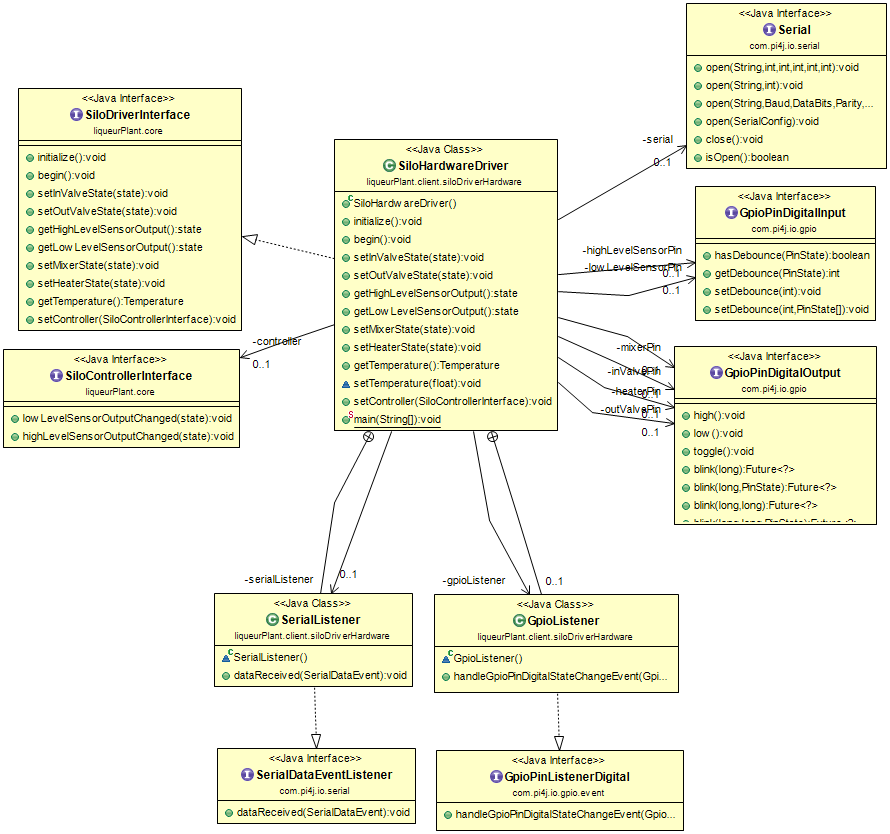 <<Java Interface>>
Serial
com.pi4j.io.serial
open(String,int,int,int,int,int):void
open(String,int):void
open(String,Baud,DataBits,Parity,...
open(SerialConfig):void
close():void
isOpen():boolean
<<Java Interface>>
SiloDriverInterface
liqueurPlant.core
initialize():void
begin():void
setInValveState(state):void
setOutValveState(state):void
getHighLevelSensorOutput():state
getLowLevelSensorOutput():state
setMixerState(state):void
setHeaterState(state):void
getTemperature():Temperature
setController(SiloControllerInterface):void
<<Java Class>>
SiloHardwareDriver
liqueurPlant.client.siloDriverHardware
SiloHardwareDriver()
initialize():void
begin():void
setInValveState(state):void
setOutValveState(state):void
getHighLevelSensorOutput():state
getLowLevelSensorOutput():state
setMixerState(state):void
setHeaterState(state):void
getTemperature():Temperature
setTemperature(float):void
setController(SiloControllerInterface):void
main(String[]):void
-serial
0..1
<<Java Interface>>
GpioPinDigitalInput
com.pi4j.io.gpio
hasDebounce(PinState):boolean
getDebounce(PinState):int
setDebounce(int):void
setDebounce(int,PinState[]):void
-highLevelSensorPin
-lowLevelSensorPin
0..1
0..1
-controller
0..1
<<Java Interface>>
SiloControllerInterface
liqueurPlant.core
lowLevelSensorOutputChanged(state):void
highLevelSensorOutputChanged(state):void
-mixerPin
-inValvePin
0..1
-heaterPin
0..1
-outValvePin
0..1
0..1
<<Java Interface>>
GpioPinDigitalOutput
com.pi4j.io.gpio
high():void
low():void
toggle():void
blink(long):Future<?>
blink(long,PinState):Future<?>
blink(long,long):Future<?>
blink(long,long,PinState):Future<?>
-serialListener
0..1
-gpioListener
0..1
<<Java Class>>
SerialListener
liqueurPlant.client.siloDriverHardware
SerialListener()
dataReceived(SerialDataEvent):void
<<Java Class>>
GpioListener
liqueurPlant.client.siloDriverHardware
GpioListener()
handleGpioPinDigitalStateChangeEvent(Gpi...
<<Java Interface>>
SerialDataEventListener
com.pi4j.io.serial
dataReceived(SerialDataEvent):void
<<Java Interface>>
GpioPinListenerDigital
com.pi4j.io.gpio.event
handleGpioPinDigitalStateChangeEvent(Gpio...